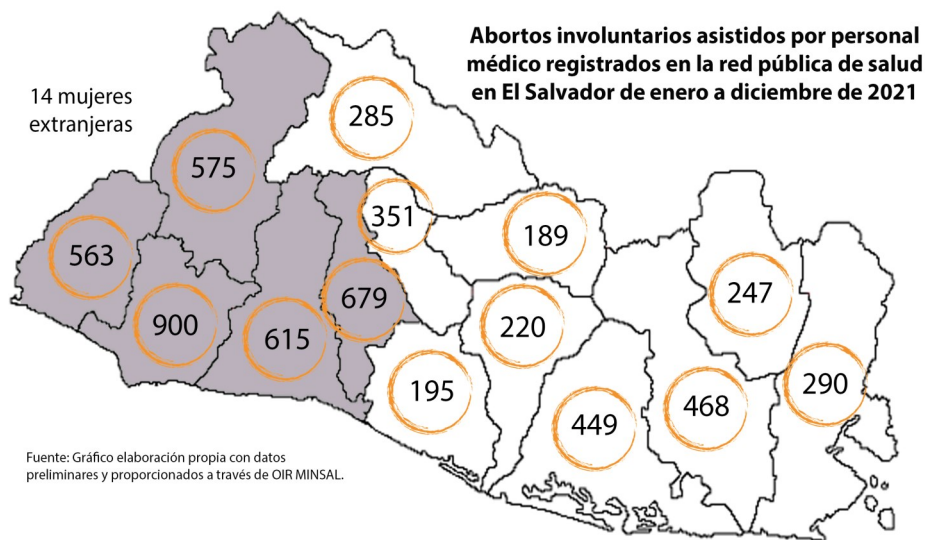 Abortos involuntarios asistidos por personal
médico registrados en la red pública de salud
en El Salvador de enero a diciembre de 2021
14 mujeres
extranjeras
285
575
351
189
563
247
679
900
615
220
195
290
449
468
Fuente: Gráfico elaboración propia con datos
preliminares y proporcionados a través de OIR MINSAL.